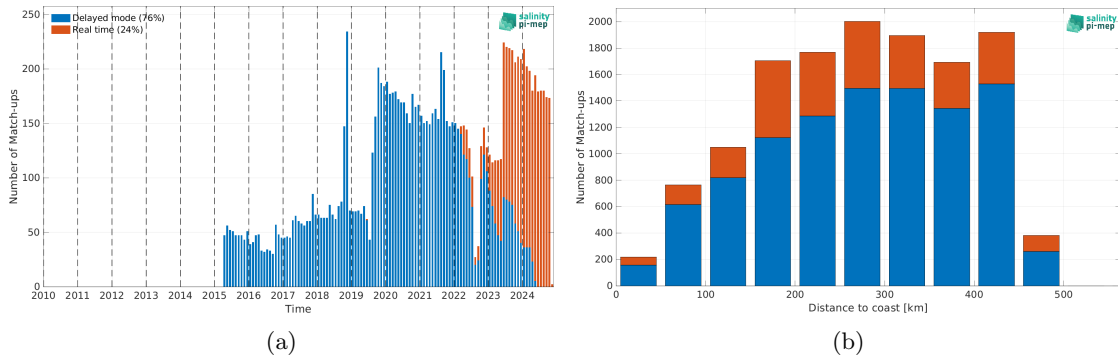 Delayed mode (76%)
Real time (24%)
salinity
pi-mep
250
200
150
100
50
0
Number of Match-ups
2010 2011 2012 2013 2014 2015 2016 2017 2018 2019 2020 2021 2022 2023 2024
Time
(a)
salinity
pi-mep
2000
1800
1600
1400
1200
1000
800
600
400
200
0
Number of Match-ups
0 100 200 300 400 500
Distance to coast [km]
(b)